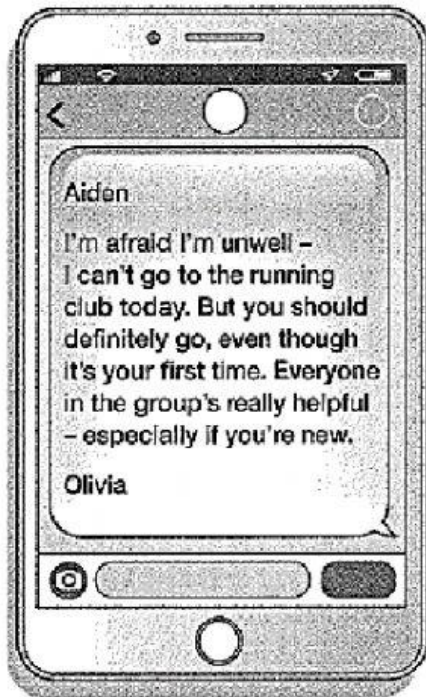 Aiden
I'm afraid I'm unwell –
I can't go to the running
club today. But you should
definitely go, even though
it's your first time. Everyone
in the group's really helpful
– especially if you're new.
Olivia